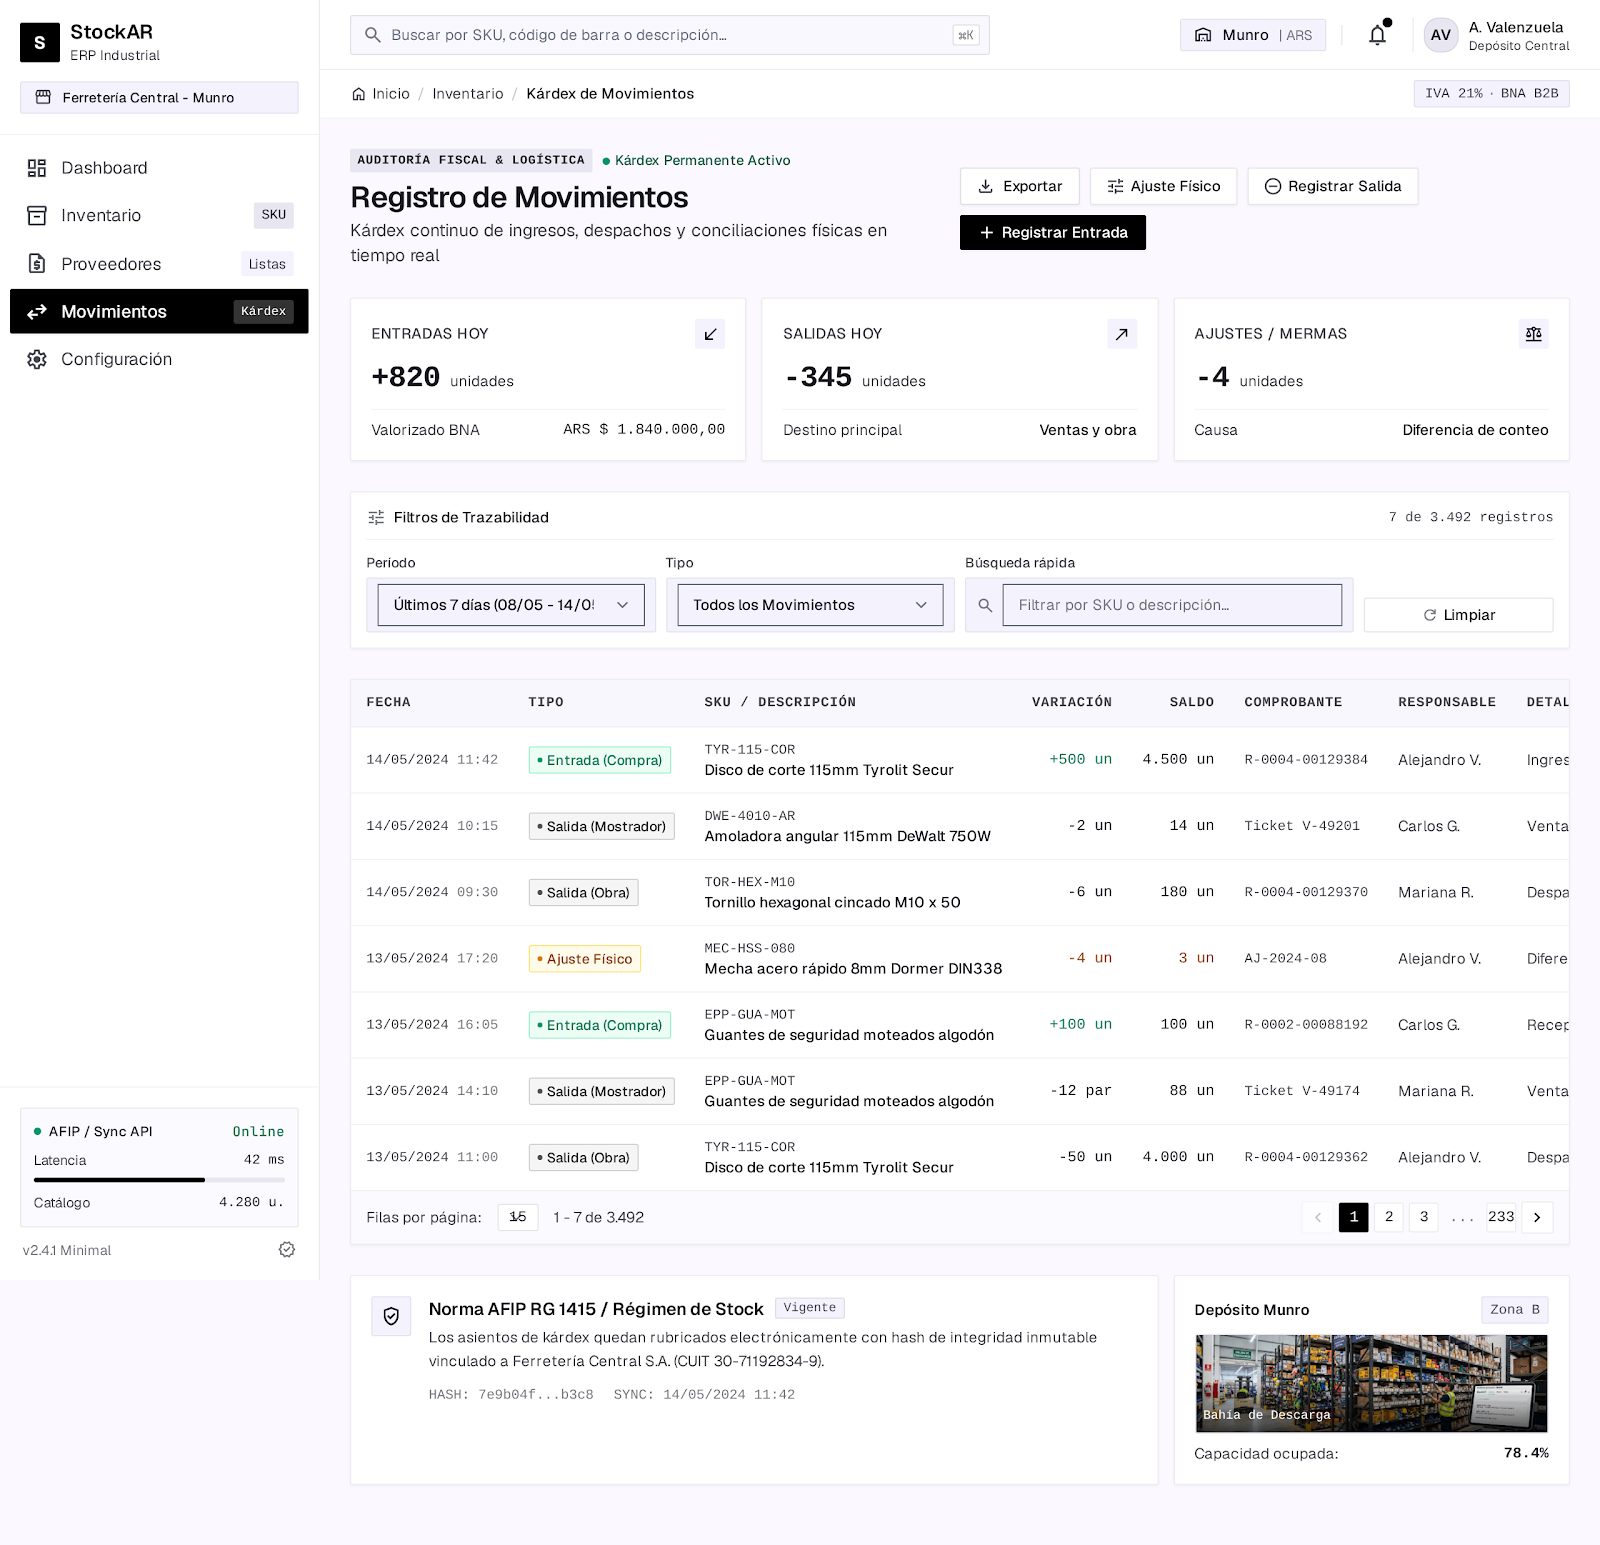 S
StockAR
ERP Industrial
Ferretería Central - Munro
Dashboard
Inventario
SKU
Proveedores
Listas
Movimientos
Kárdex
Configuración
AFIP / Sync API
Online
Latencia
42 ms
Catálogo
4.280 u.
v2.4.1 Minimal
Buscar por SKU, código de barra o descripción...
⌘K
Munro | ARS
AV
A. Valenzuela
Depósito Central
Inicio / Inventario / Kárdex de Movimientos
IVA 21% · BNA B2B
AUDITORÍA FISCAL & LOGÍSTICA
Kárdex Permanente Activo
Registro de Movimientos
Kárdex continuo de ingresos, despachos y conciliaciones físicas en
tiempo real
Exportar
Ajuste Físico
Registrar Salida
Registrar Entrada
ENTRADAS HOY
+820 unidades
Valorizado BNA
ARS $ 1.840.000,00
SALIDAS HOY
-345 unidades
Destino principal
Ventas y obra
AJUSTES / MERMAS
-4 unidades
Causa
Diferencia de conteo
Filtros de Trazabilidad
7 de 3.492 registros
Período
Últimos 7 días (08/05 - 14/05
Tipo
Todos los Movimientos
Búsqueda rápida
Filtrar por SKU o descripción...
Limpiar
FECHA TIPO SKU / DESCRIPCIÓN VARIACIÓN SALDO COMPROBANTE RESPONSABLE DETAL
14/05/2024 11:42 Entrada (Compra) TYR-115-COR
Disco de corte 115mm Tyrolit Secur +500 un 4.500 un R-0004-00129384 Alejandro V. Ingres
14/05/2024 10:15 Salida (Mostrador) DWE-4010-AR
Amoladora angular 115mm DeWalt 750W -2 un 14 un Ticket V-49201 Carlos G. Venta
14/05/2024 09:30 Salida (Obra) TOR-HEX-M10
Tornillo hexagonal cincado M10 x 50 -6 un 180 un R-0004-00129370 Mariana R. Despa
13/05/2024 17:20 Ajuste Físico MEC-HSS-080
Mecha acero rápido 8mm Dormer DIN338 -4 un 3 un AJ-2024-08 Alejandro V. Difere
13/05/2024 16:05 Entrada (Compra) EPP-GUA-MOT
Guantes de seguridad moteados algodón +100 un 100 un R-0002-00088192 Carlos G. Recep
13/05/2024 14:10 Salida (Mostrador) EPP-GUA-MOT
Guantes de seguridad moteados algodón -12 par 88 un Ticket V-49174 Mariana R. Venta
13/05/2024 11:00 Salida (Obra) TYR-115-COR
Disco de corte 115mm Tyrolit Secur -50 un 4.000 un R-0004-00129362 Alejandro V. Despa
Filas por página: 15 1 - 7 de 3.492
1 2 3 ... 233
Norma AFIP RG 1415 / Régimen de Stock
Vigente
Los asientos de kárdex quedan rubricados electrónicamente con hash de integridad inmutable
vinculado a Ferretería Central S.A. (CUIT 30-71192834-9).
HASH: 7e9b04f...b3c8 SYNC: 14/05/2024 11:42
Depósito Munro
Zona B
Bahía de Descarga
Capacidad ocupada:
78.4%